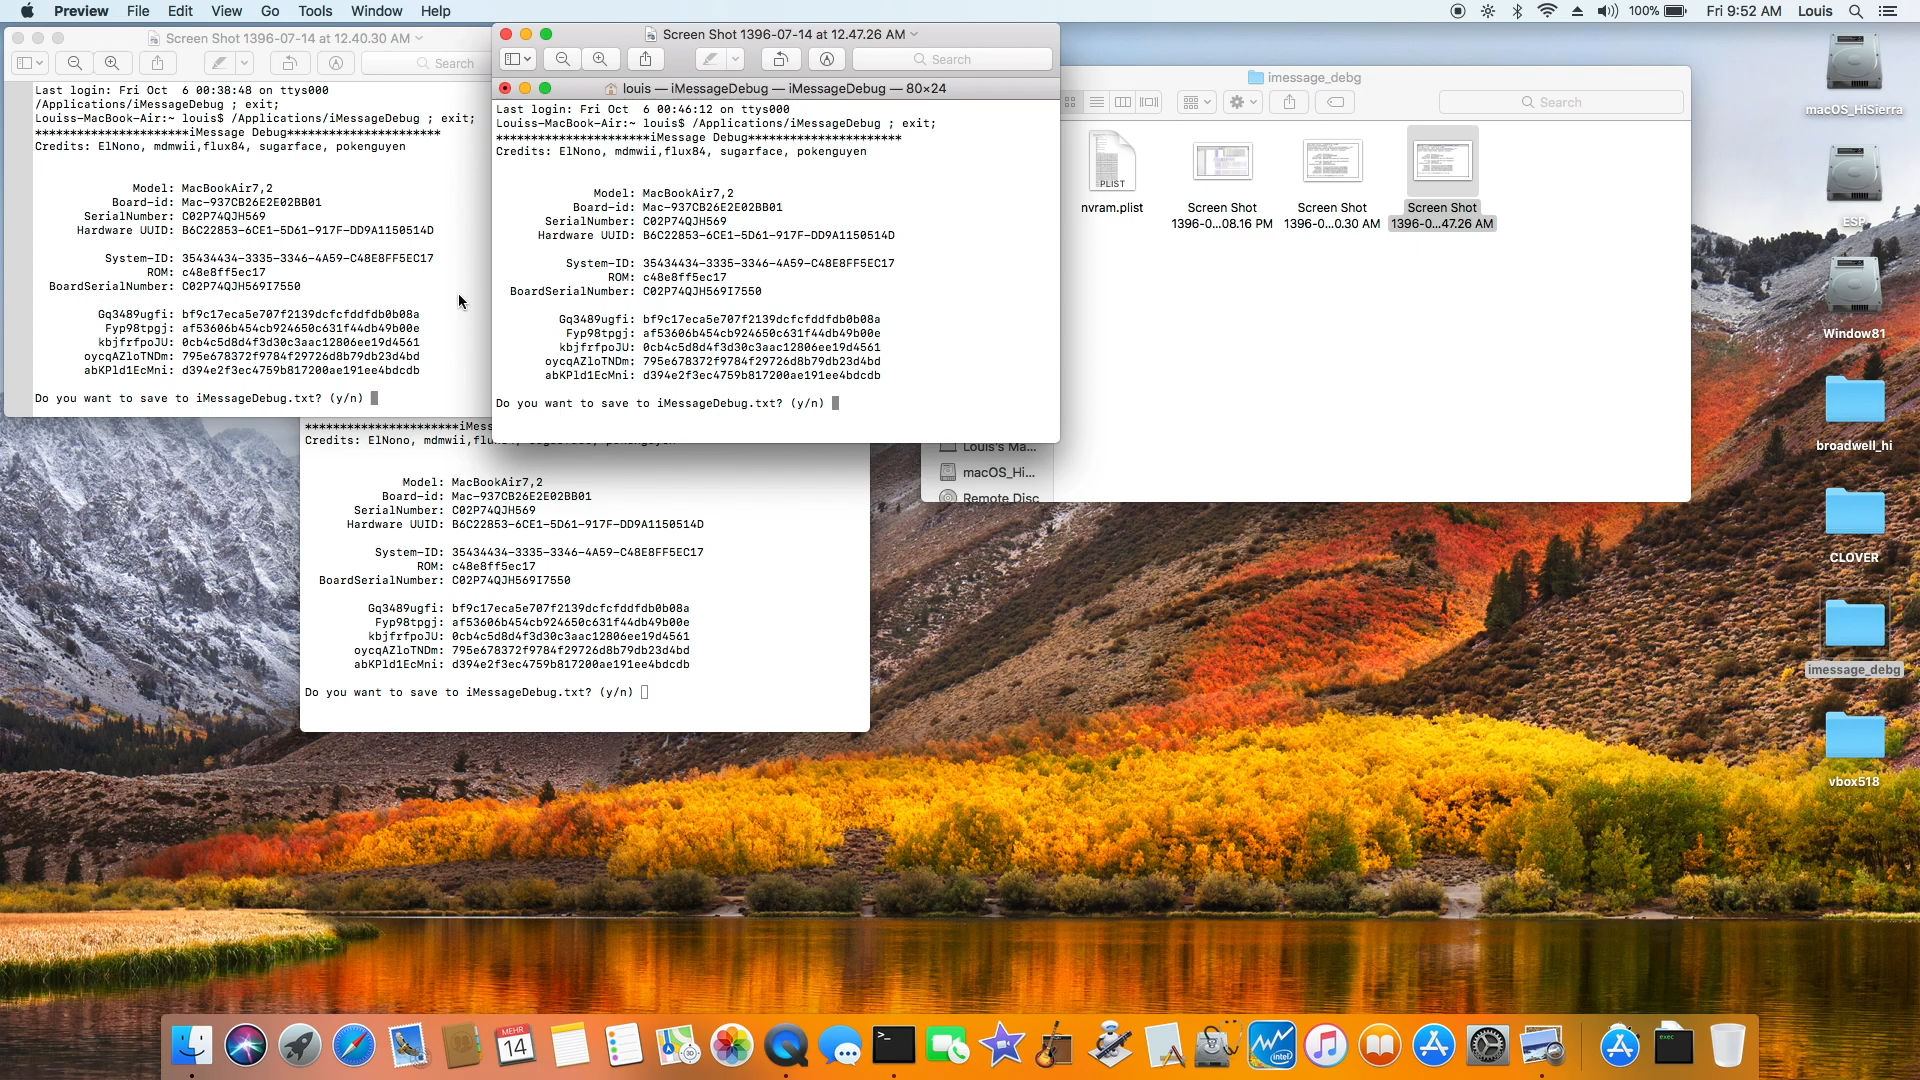 Preview File Edit View Go Tools Window Help
100% Fri 9:52 AM Louis
Screen Shot 1396-07-14 at 12.40.30 AM
Search
Last login: Fri Oct  6 00:38:48 on ttys000
/Applications/iMessageDebug ; exit;
Louiss-MacBook-Air:~ louis$ /Applications/iMessageDebug ; exit;
**********************iMessage Debug**********************
Credits: ElNono, mdmwii,flux84, sugarface, pokenguyen
Model: MacBookAir7,2
Board-id: Mac-937CB26E2E02BB01
SerialNumber: C02P74QJH569
Hardware UUID: B6C22853-6CE1-5D61-917F-DD9A1150514D
System-ID: 35434434-3335-3346-4A59-C48E8FF5EC17
ROM: c48e8ff5ec17
BoardSerialNumber: C02P74QJH569I7550
Gq3489ugfi: bf9c17eca5e707f2139dcfcfddfdb0b08a
Fyp98tpgj: af53606b454cb924650c631f44db49b00e
kbjfrfpoJU: 0cb4c5d8d4f3d30c3aac12806ee19d4561
oycqAZloTNDm: 795e678372f9784f29726d8b79db23d4bd
abKPld1EcMni: d394e2f3ec4759b817200ae191ee4bdcdb
Do you want to save to iMessageDebug.txt? (y/n)
Screen Shot 1396-07-14 at 12.47.26 AM
Search
louis — iMessageDebug — iMessageDebug — 80×24
Last login: Fri Oct  6 00:46:12 on ttys000
Louiss-MacBook-Air:~ louis$ /Applications/iMessageDebug ; exit;
**********************iMessage Debug**********************
Credits: ElNono, mdmwii,flux84, sugarface, pokenguyen
Model: MacBookAir7,2
Board-id: Mac-937CB26E2E02BB01
SerialNumber: C02P74QJH569
Hardware UUID: B6C22853-6CE1-5D61-917F-DD9A1150514D
System-ID: 35434434-3335-3346-4A59-C48E8FF5EC17
ROM: c48e8ff5ec17
BoardSerialNumber: C02P74QJH569I7550
Gq3489ugfi: bf9c17eca5e707f2139dcfcfddfdb0b08a
Fyp98tpgj: af53606b454cb924650c631f44db49b00e
kbjfrfpoJU: 0cb4c5d8d4f3d30c3aac12806ee19d4561
oycqAZloTNDm: 795e678372f9784f29726d8b79db23d4bd
abKPld1EcMni: d394e2f3ec4759b817200ae191ee4bdcdb
Do you want to save to iMessageDebug.txt? (y/n)
**********************iMess
Credits: ElNono, mdmwii,
Model: MacBookAir7,2
Board-id: Mac-937CB26E2E02BB01
SerialNumber: C02P74QJH569
Hardware UUID: B6C22853-6CE1-5D61-917F-DD9A1150514D
System-ID: 35434434-3335-3346-4A59-C48E8FF5EC17
ROM: c48e8ff5ec17
BoardSerialNumber: C02P74QJH569I7550
Gq3489ugfi: bf9c17eca5e707f2139dcfcfddfdb0b08a
Fyp98tpgj: af53606b454cb924650c631f44db49b00e
kbjfrfpoJU: 0cb4c5d8d4f3d30c3aac12806ee19d4561
oycqAZloTNDm: 795e678372f9784f29726d8b79db23d4bd
abKPld1EcMni: d394e2f3ec4759b817200ae191ee4bdcdb
Do you want to save to iMessageDebug.txt? (y/n)
imessage_debg
Search
PLIST
nvram.plist
Screen Shot
1396-0...08.16 PM
Screen Shot
1396-0...0.30 AM
Screen Shot
1396-0...47.26 AM
Louis's Ma...
macOS_Hi...
Remote Disc
macOS_HiSierra
ESP
Window81
broadwell_hi
CLOVER
imessage_debg
vbox518
MEHR
14
3D
intel
exec